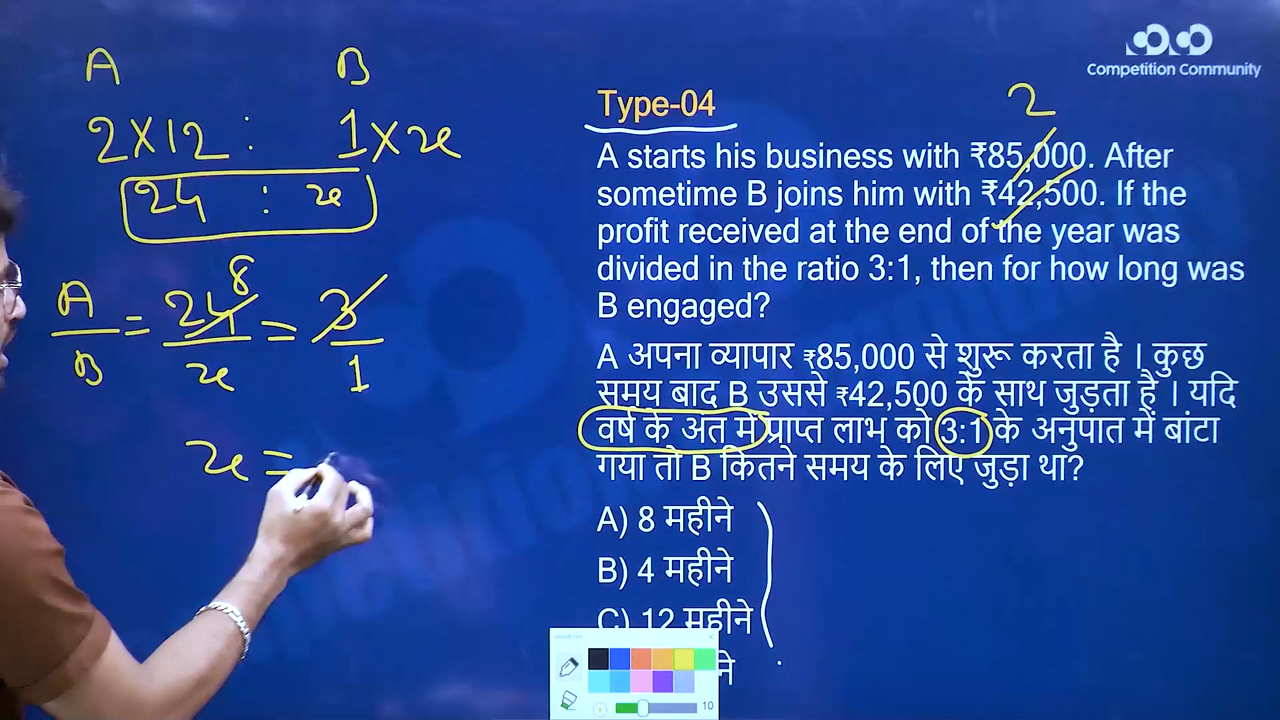 Competition Community
Type-04
2
A starts his business with ₹85,000. After
sometime B joins him with ₹42,500. If the
profit received at the end of the year was
divided in the ratio 3:1, then for how long was
B engaged?
A अपना व्यापार ₹85,000 से शुरू करता है । कुछ
समय बाद B उससे ₹42,500 के साथ जुड़ता है । यदि
वर्ष के अंत में प्राप्त लाभ को 3:1 के अनुपात में बांटा
गया तो B कितने समय के लिए जुड़ा था?
A) 8 महीने
B) 4 महीने
C) 12 महीने
A B
2X12 : 1Xx
24 : x
8
A/B = 24/x = 3/1
x =
10